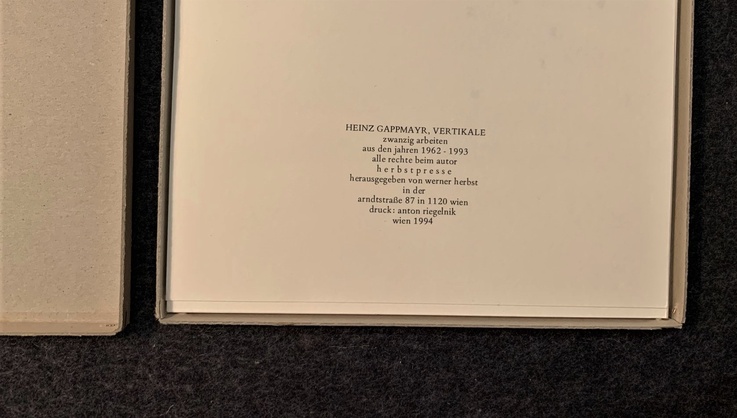 HEINZ GAPPMAYR, VERTIKALE
zwanzig arbeiten
aus den jahren 1962 - 1993
alle rechte beim autor
herbstpresse
herausgegeben von werner herbst
in der
arndtstraße 87 in 1120 wien
druck: anton riegelnik
wien 1994